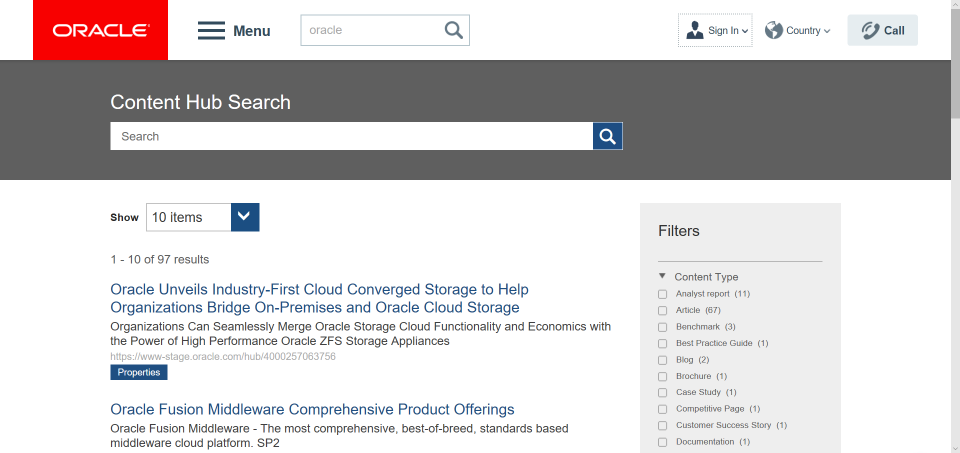 ORACLE
Menu
oracle
Sign In
Country
Call
Content Hub Search
Search
Show
10 items
1 - 10 of 97 results
Oracle Unveils Industry-First Cloud Converged Storage to Help
Organizations Bridge On-Premises and Oracle Cloud Storage
Organizations Can Seamlessly Merge Oracle Storage Cloud Functionality and Economics with
the Power of High Performance Oracle ZFS Storage Appliances
https://www-stage.oracle.com/hub/4000257063756
Properties
Oracle Fusion Middleware Comprehensive Product Offerings
Oracle Fusion Middleware - The most comprehensive, best-of-breed, standards based
middleware cloud platform. SP2
Filters
Content Type
Analyst report (11)
Article (67)
Benchmark (3)
Best Practice Guide (1)
Blog (2)
Brochure (1)
Case Study (1)
Competitive Page (1)
Customer Success Story (1)
Documentation (1)